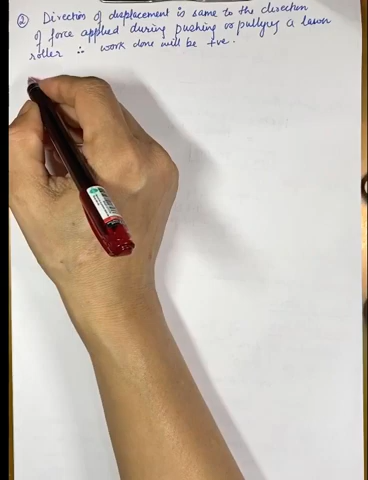 ② Direction of displacement is same to the direction
of force applied during pushing or pulling a lawn
roller ∴ work done will be +ve.